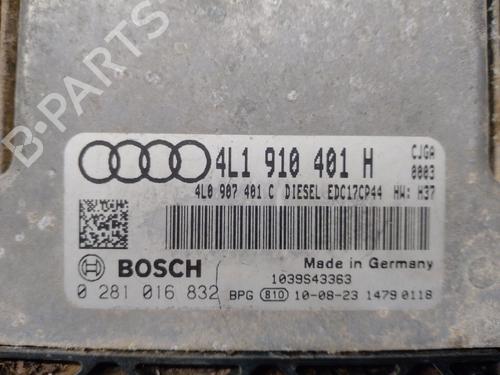 B-PARTS
4L1 910 401 H
CJGA
0003
4L0 907 401 C DIESEL EDC17CP44 HW: H37
BOSCH
Made in Germany
1039S43363
0 281 016 832
BPG 810 10-08-23 1479 0118